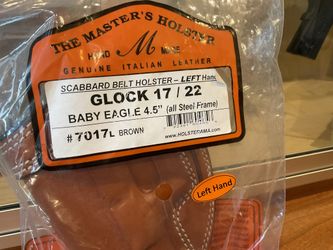 THE MASTER'S HOLSTER
HAND M MADE
GENUINE ITALIAN LEATHER
SCABBARD BELT HOLSTER – LEFT Hand
GLOCK 17 / 22
BABY EAGLE 4.5" (all Steel Frame)
# 7017L BROWN
www.HOLSTERAMA.com
Left Hand